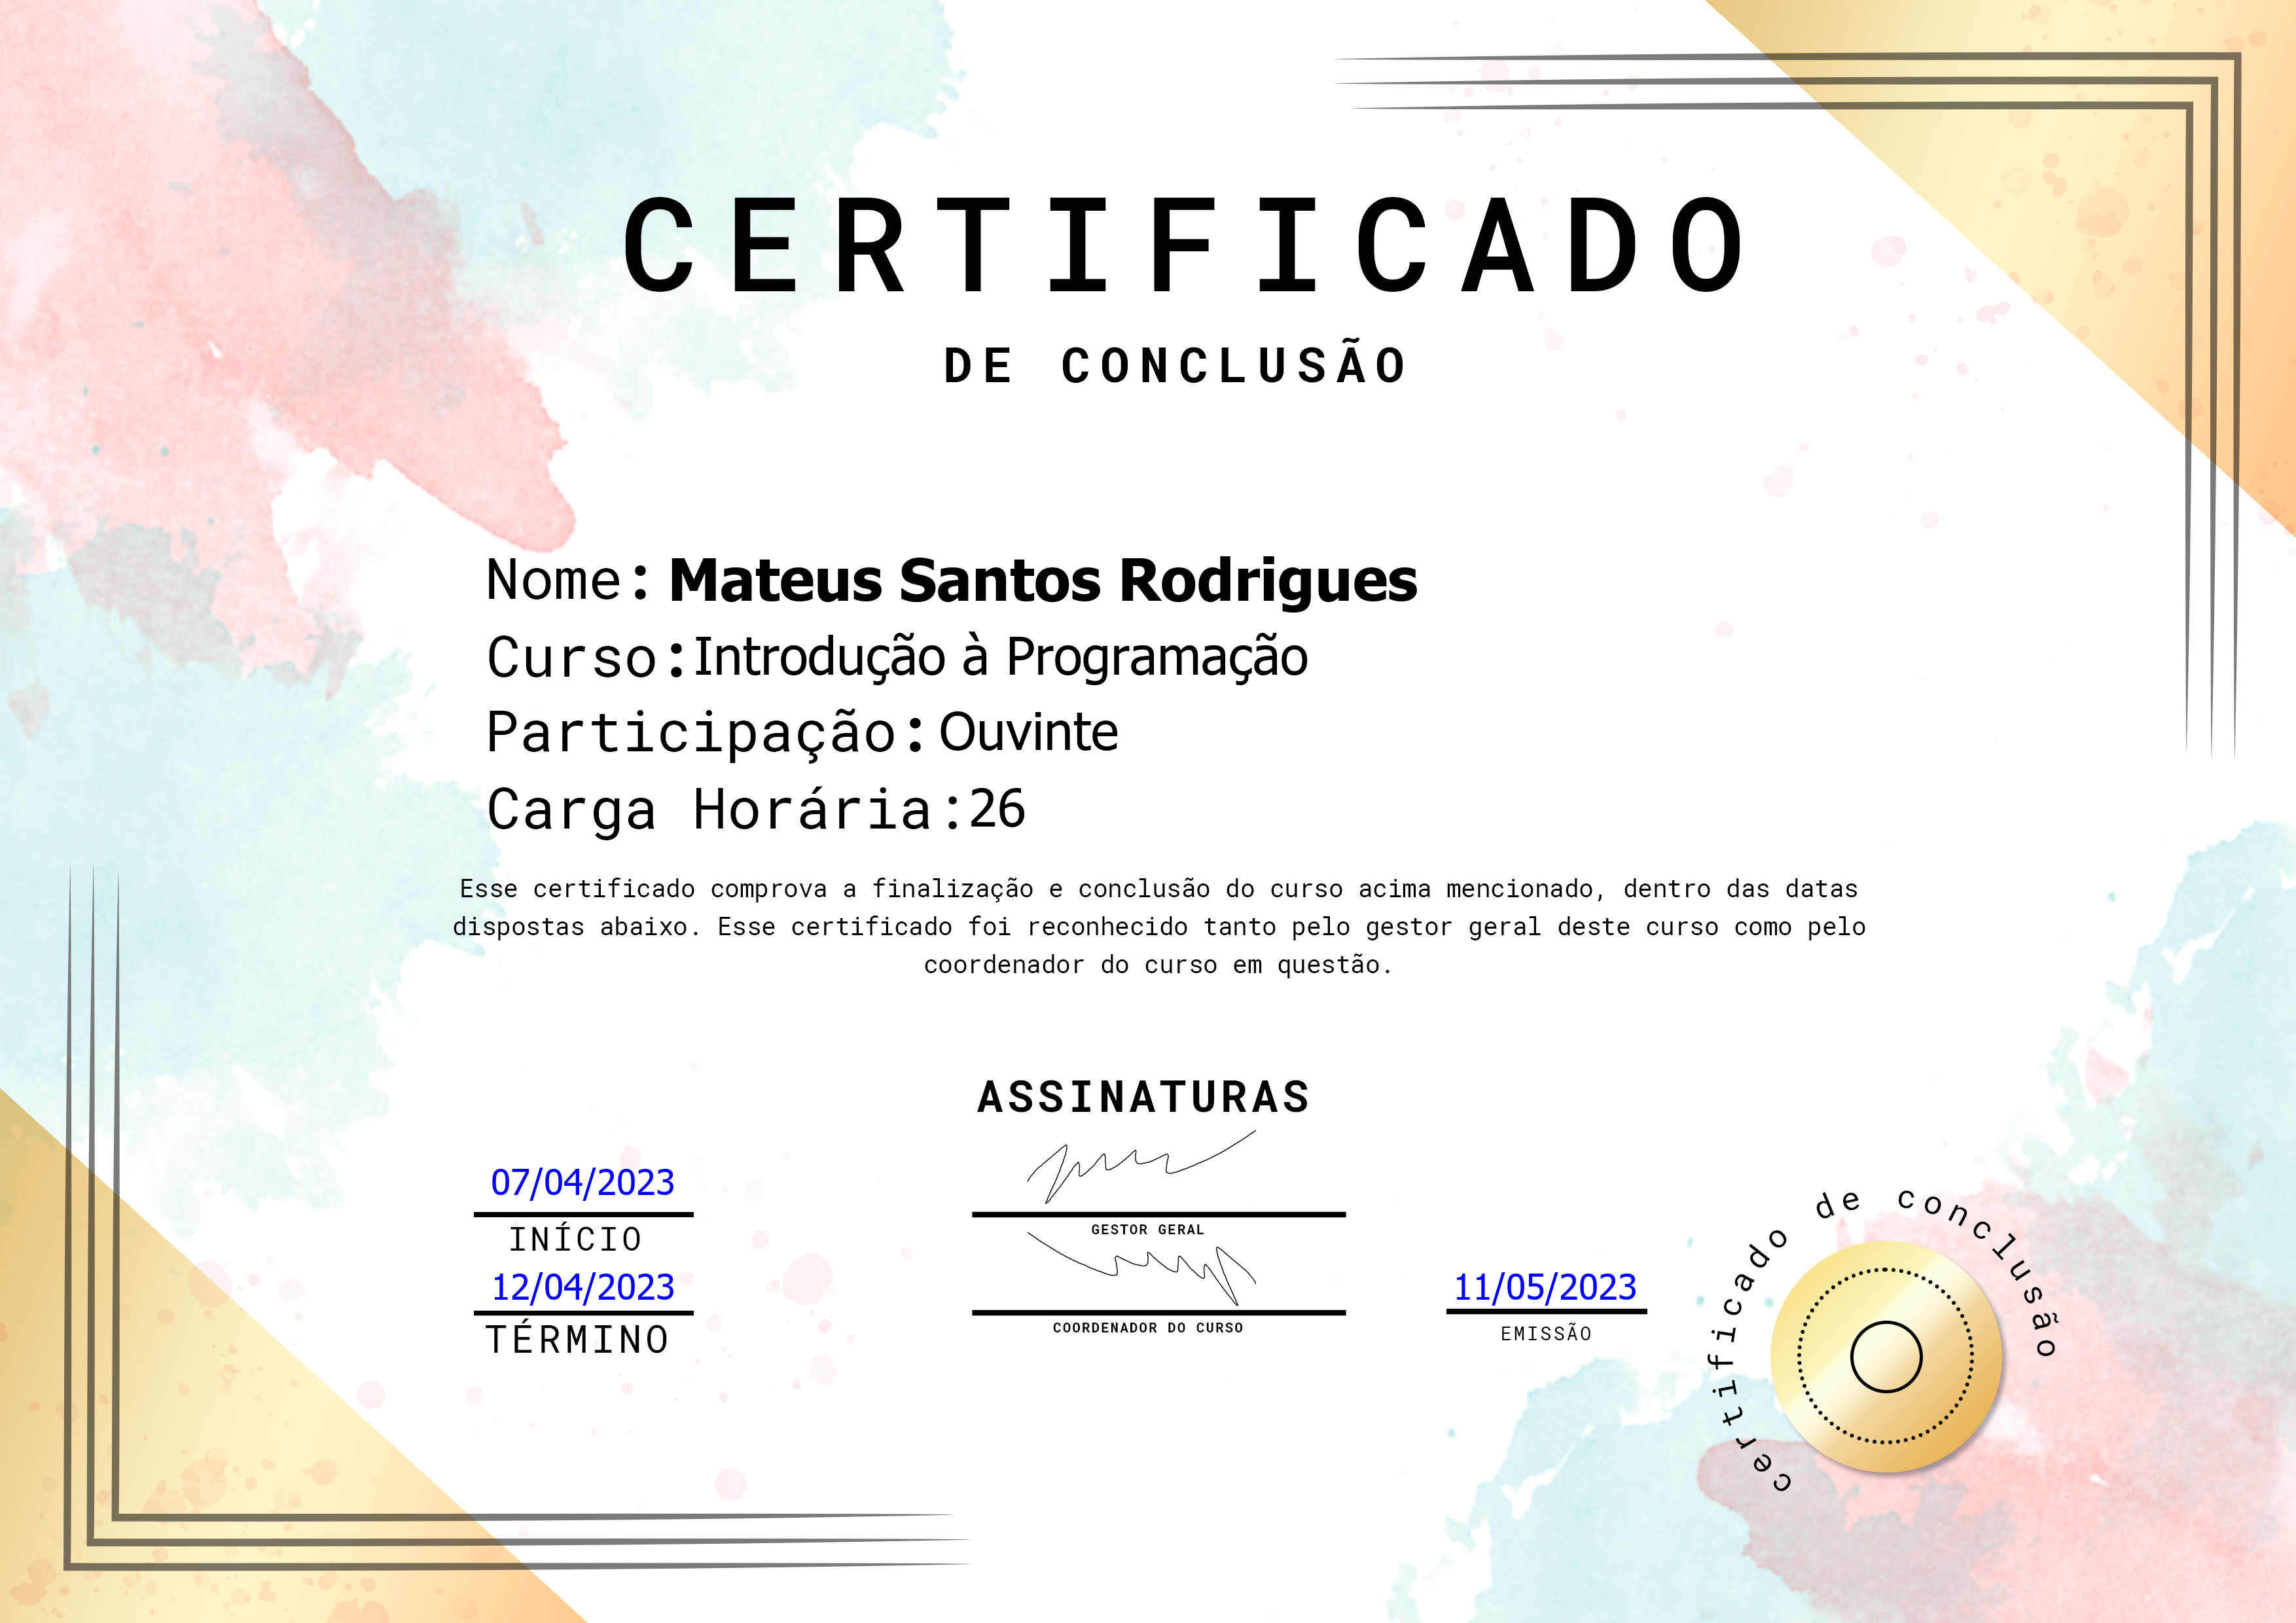 CERTIFICADO
DE CONCLUSÃO
Nome: Mateus Santos Rodrigues
Curso:Introdução à Programação
Participação: Ouvinte
Carga Horária:26
Esse certificado comprova a finalização e conclusão do curso acima mencionado, dentro das datas
dispostas abaixo. Esse certificado foi reconhecido tanto pelo gestor geral deste curso como pelo
coordenador do curso em questão.
ASSINATURAS
07/04/2023
INÍCIO
GESTOR GERAL
12/04/2023
TÉRMINO
COORDENADOR DO CURSO
11/05/2023
EMISSÃO
certificado de conclusão